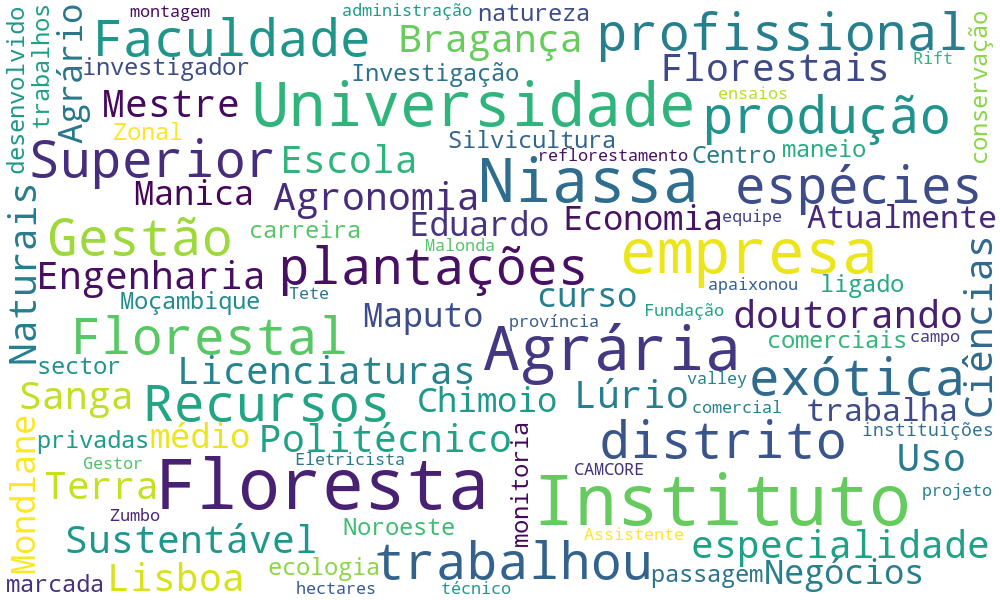 montagem
administração
natureza
Faculdade
Bragança
profissional
desenvolvido
trabalhos
Agrário
investigador
Investigação
Florestais
Rift
conservação
Mestre
Universidade
ensaios
produção
Zonal
Silvicultura
Superior
Escola
reflorestamento
Centro
maneio
Manica
Agronomia
Niassa
espécies
Naturais
Gestão
carreira
Eduardo
Economia
equipe
Atualmente
Malonda
empresa
Engenharia
plantações
apaixonou
ligado
Ciências
Moçambique
Tete
curso
Fundação
doutorando
Maputo
província
Florestal
Agrária
comerciais
campo
sector
Licenciaturas
valley
exótica
Sanga
Recursos
Chimoio
Lúrio
comercial
trabalha
Mondlane
privadas
médio
Politécnico
distrito
instituições
Gestor
Eletricista
monitoria
CAMCORE
Uso
Terra
Floresta
Instituto
projeto
Zumbo
Noroeste
Assistente
Sustentável
especialidade
ecologia
trabalhou
passagem
Negócios
marcada
Lisboa
hectares
técnico